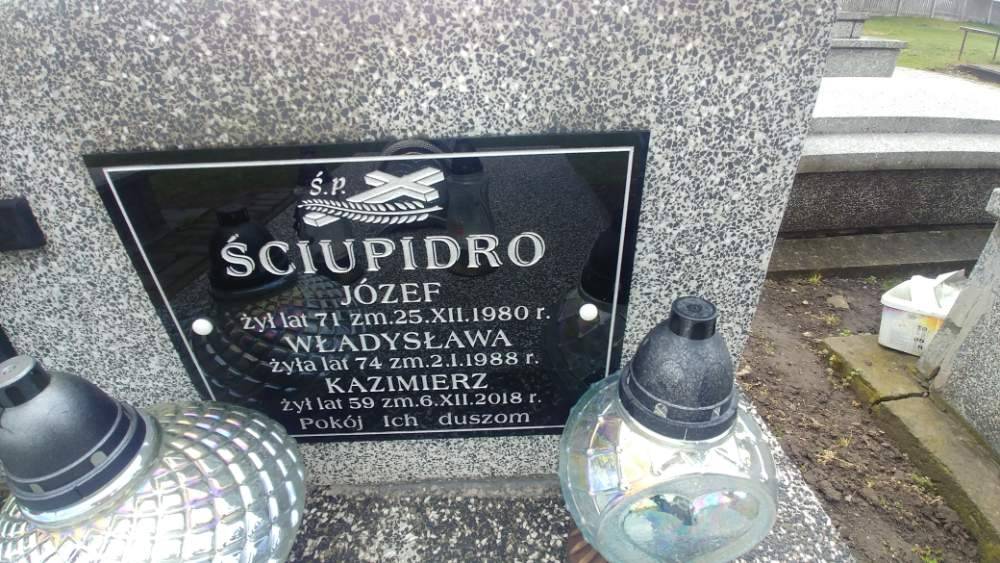 Ś.P.
ŚCIUPIDRO
JÓZEF
żył lat 71 zm. 25.XII.1980 r.
WŁADYSŁAWA
żyła lat 74 zm. 2.I.1988 r.
KAZIMIERZ
żył lat 59 zm. 6.XII.2018 r.
Pokój Ich duszom